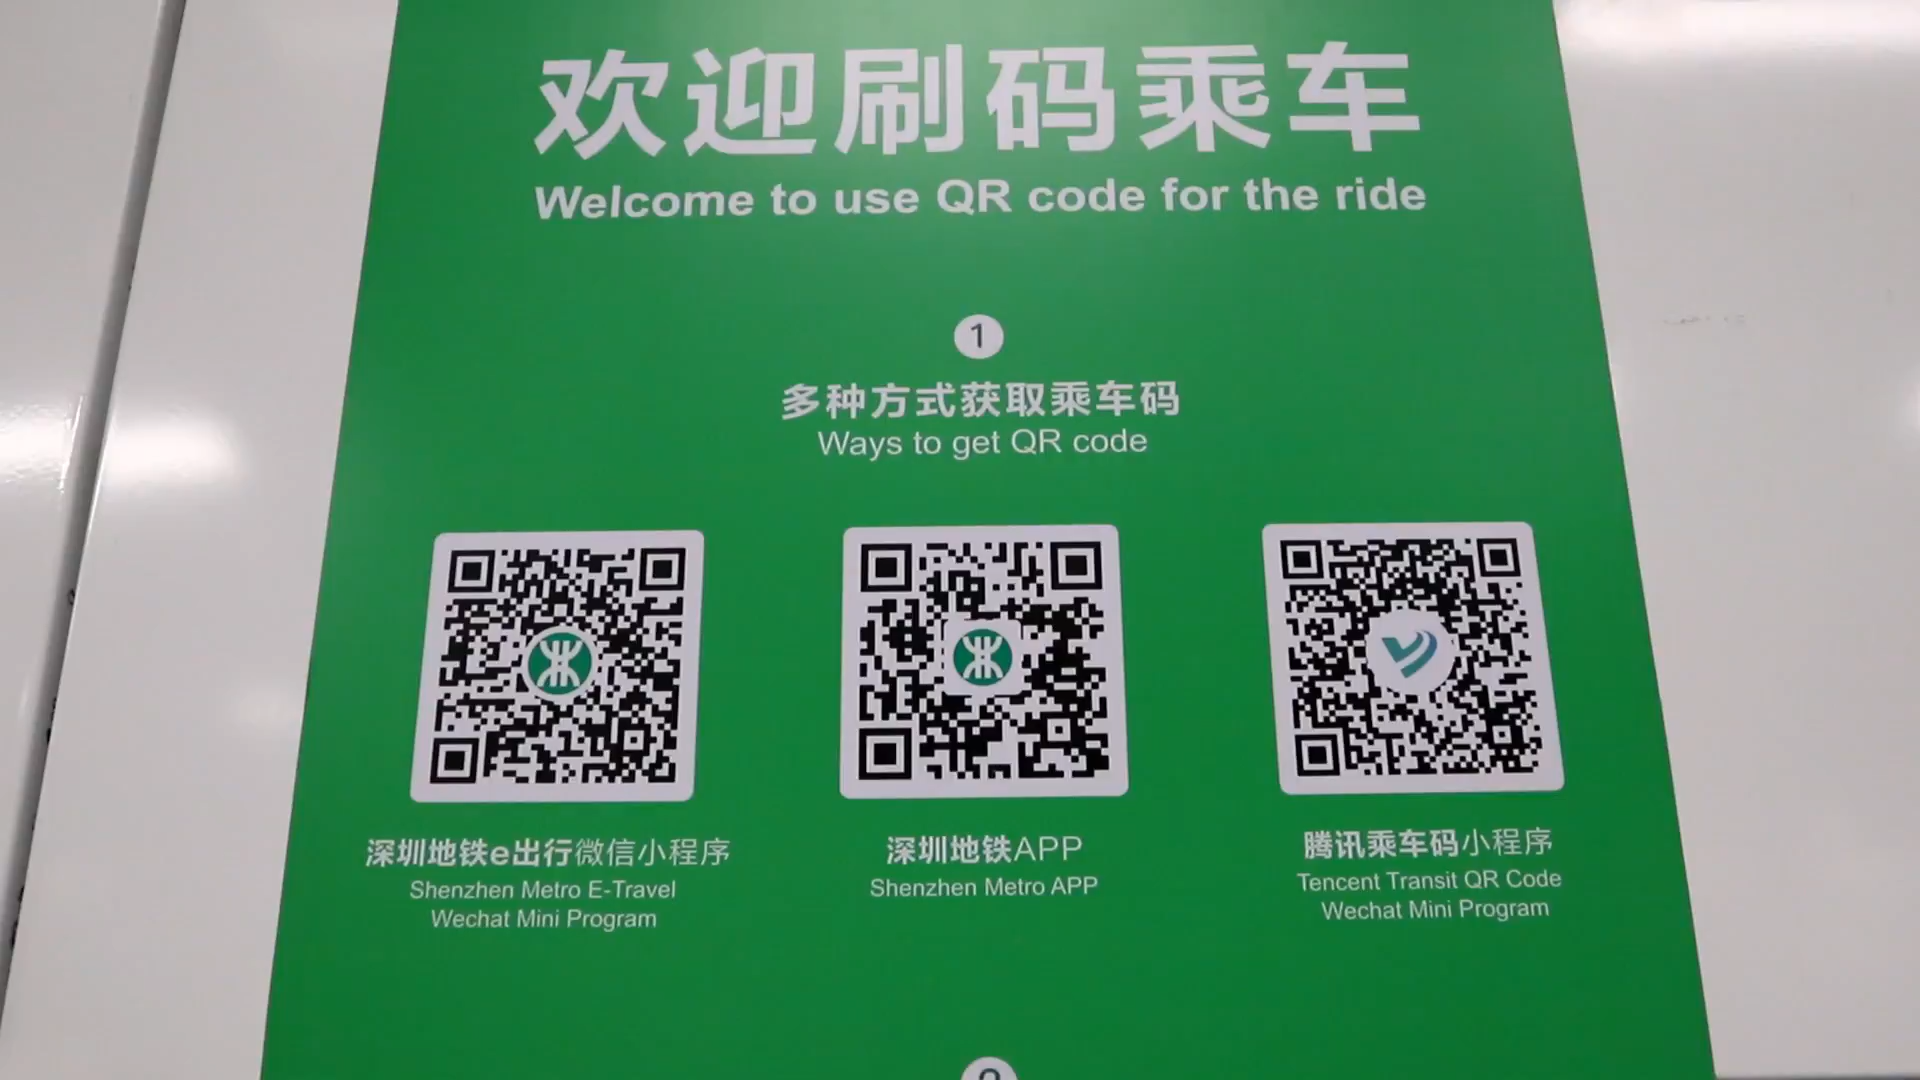 欢迎刷码乘车
Welcome to use QR code for the ride
1
多种方式获取乘车码
Ways to get QR code
深圳地铁e出行微信小程序
Shenzhen Metro E-Travel
Wechat Mini Program
深圳地铁APP
Shenzhen Metro APP
腾讯乘车码小程序
Tencent Transit QR Code
Wechat Mini Program